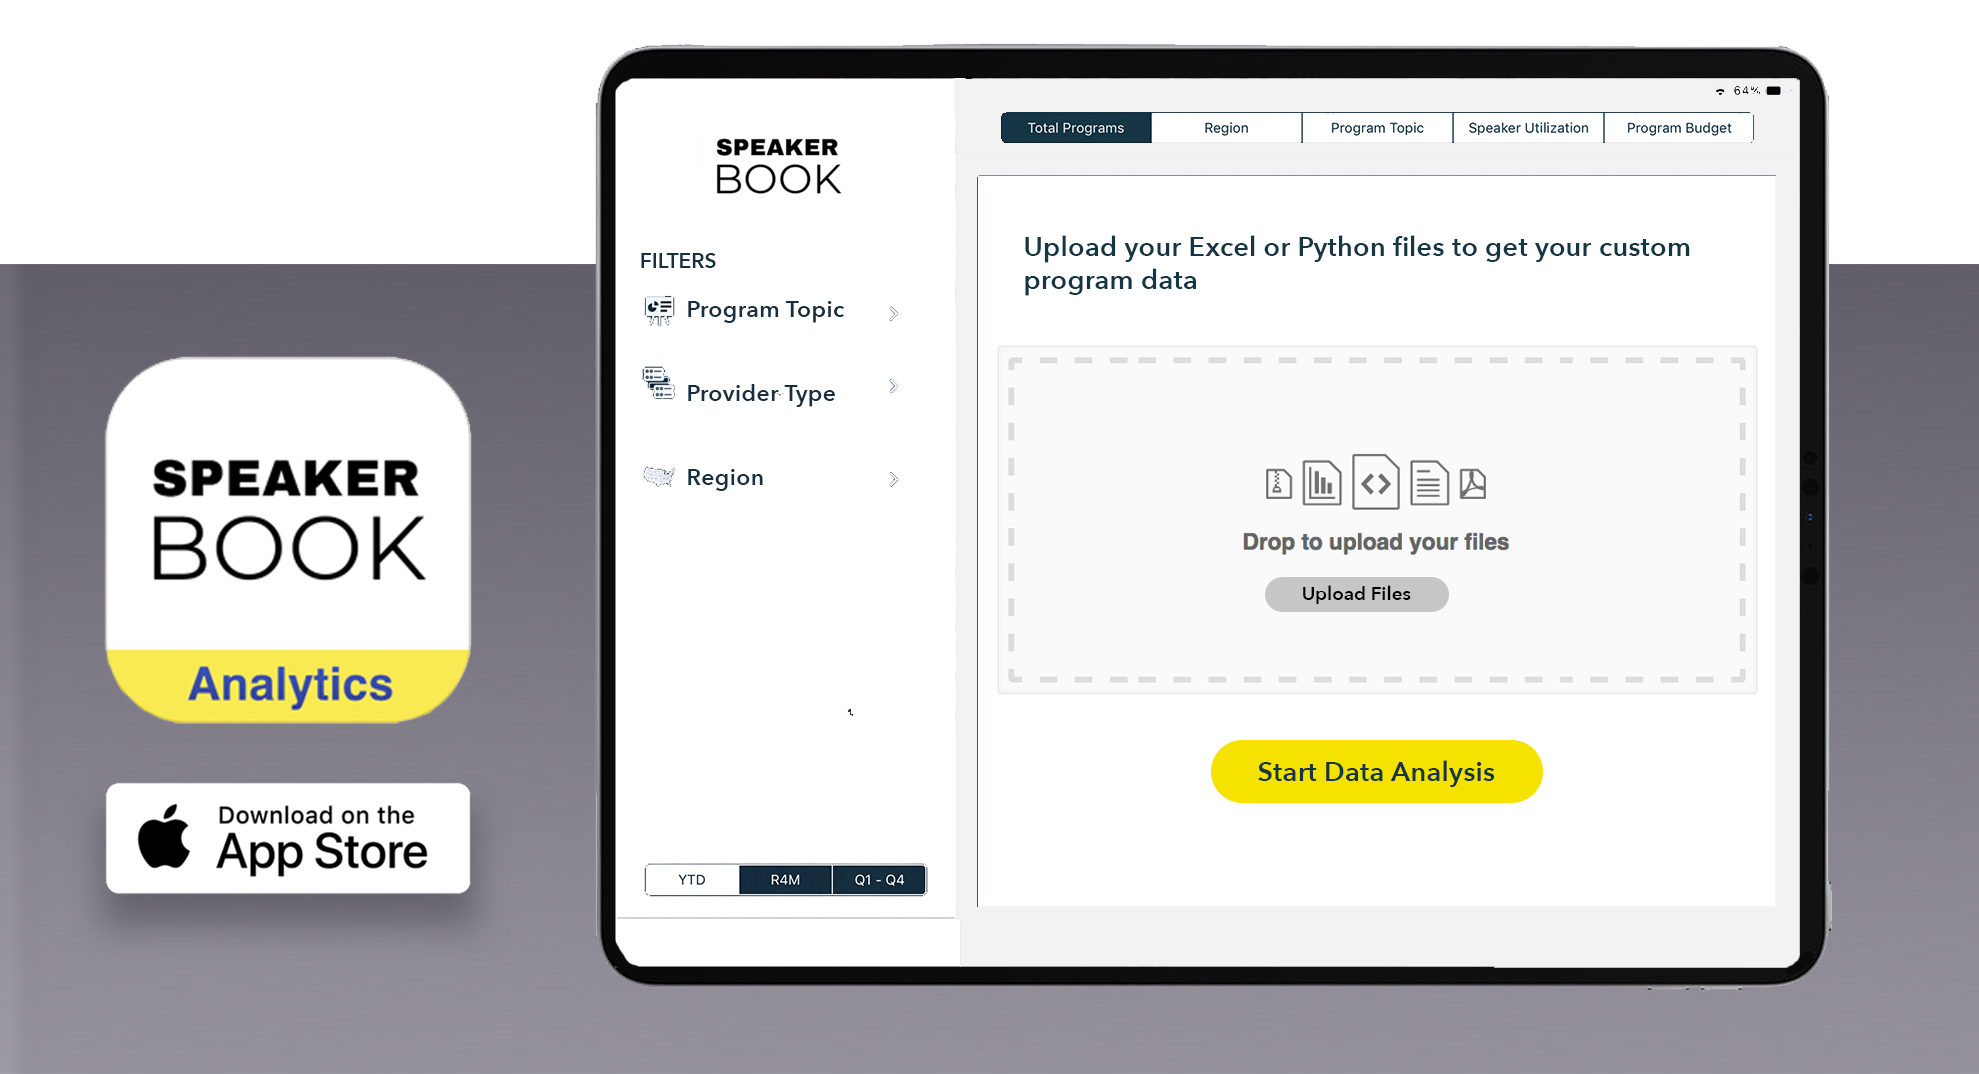 SPEAKER
BOOK
Analytics
Download on the
App Store
64%
SPEAKER
BOOK
Total Programs
Region
Program Topic
Speaker Utilization
Program Budget
FILTERS
Program Topic
Provider Type
Region
YTD
R4M
Q1 - Q4
Upload your Excel or Python files to get your custom
program data
Drop to upload your files
Upload Files
Start Data Analysis